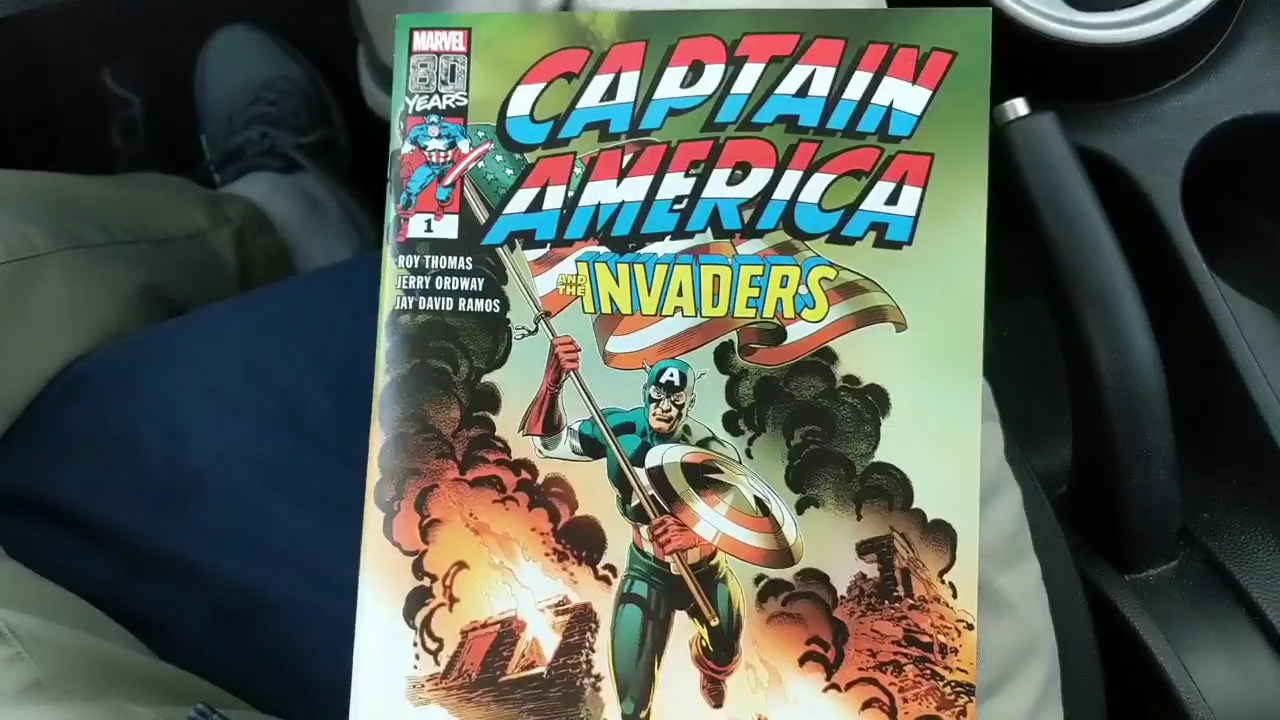 MARVEL
80
YEARS
1
ROY THOMAS
JERRY ORDWAY
JAY DAVID RAMOS
CAPTAIN
AMERICA
AND THE INVADERS
A